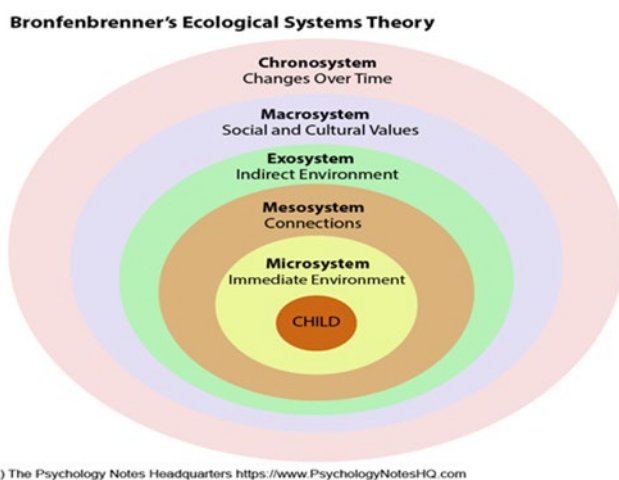 Bronfenbrenner's Ecological Systems Theory
Chronosystem
Changes Over Time
Macrosystem
Social and Cultural Values
Exosystem
Indirect Environment
Mesosystem
Connections
Microsystem
Immediate Environment
CHILD
) The Psychology Notes Headquarters https://www.PsychologyNotesHQ.com